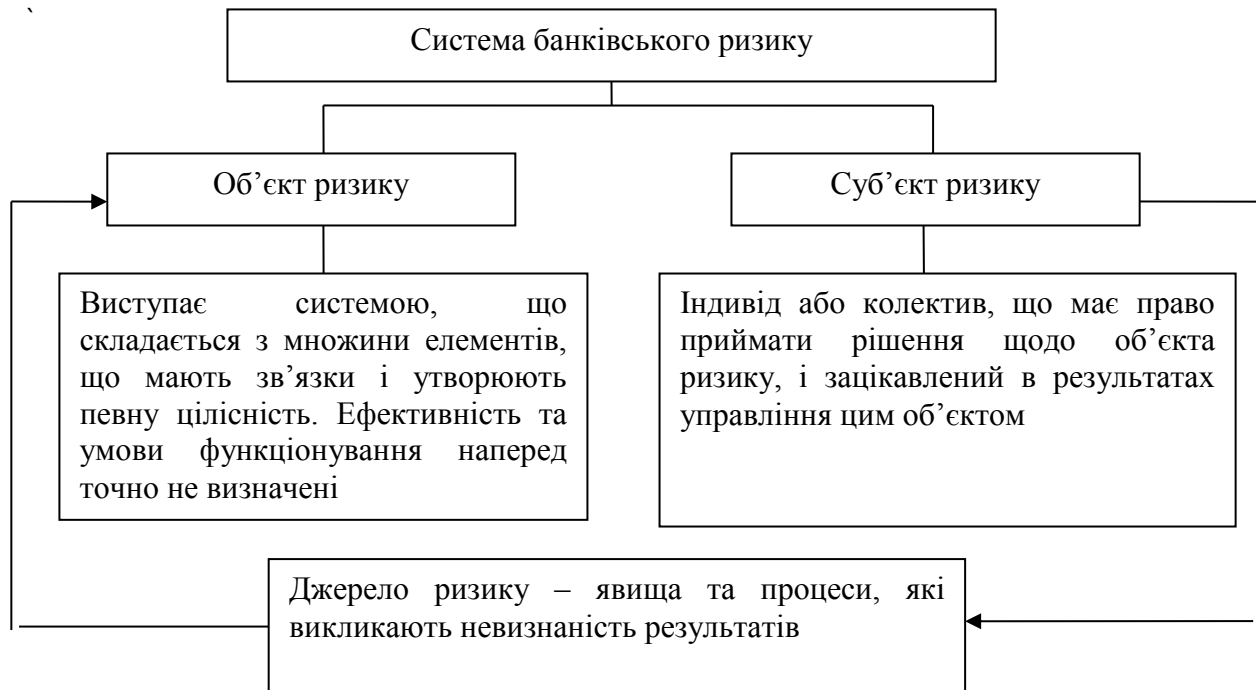 `
Система банківського ризику
Об’єкт ризику
Суб’єкт ризику
Виступає системою, що
складається з множини елементів,
що мають зв’язки і утворюють
певну цілісність. Ефективність та
умови функціонування наперед
точно не визначені
Індивід або колектив, що має право
приймати рішення щодо об’єкта
ризику, і зацікавлений в результатах
управління цим об’єктом
Джерело ризику – явища та процеси, які
викликають невизнаність результатів